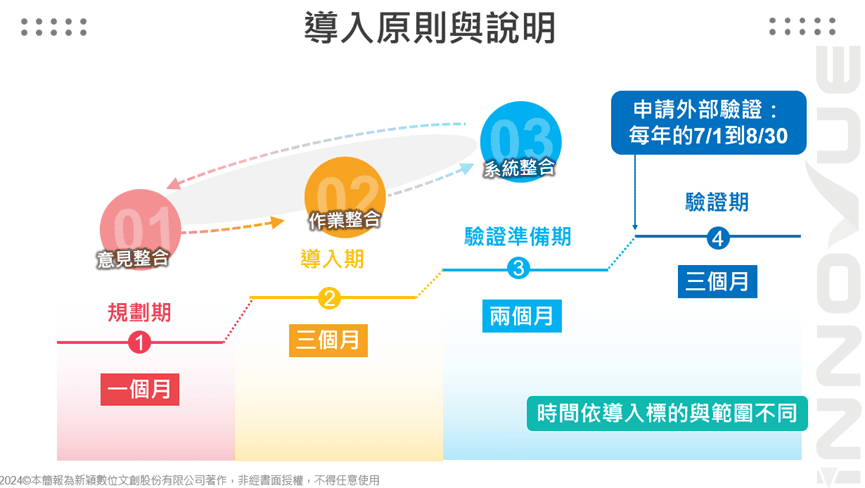 導入原則與說明
申請外部驗證：
每年的7/1到8/30
03
系統整合
02
作業整合
01
意見整合
驗證期
4
三個月
驗證準備期
3
兩個月
導入期
2
三個月
規劃期
1
一個月
時間依導入標的與範圍不同
INNOVUE
2024©本簡報為新穎數位文創股份有限公司著作，非經書面授權，不得任意使用